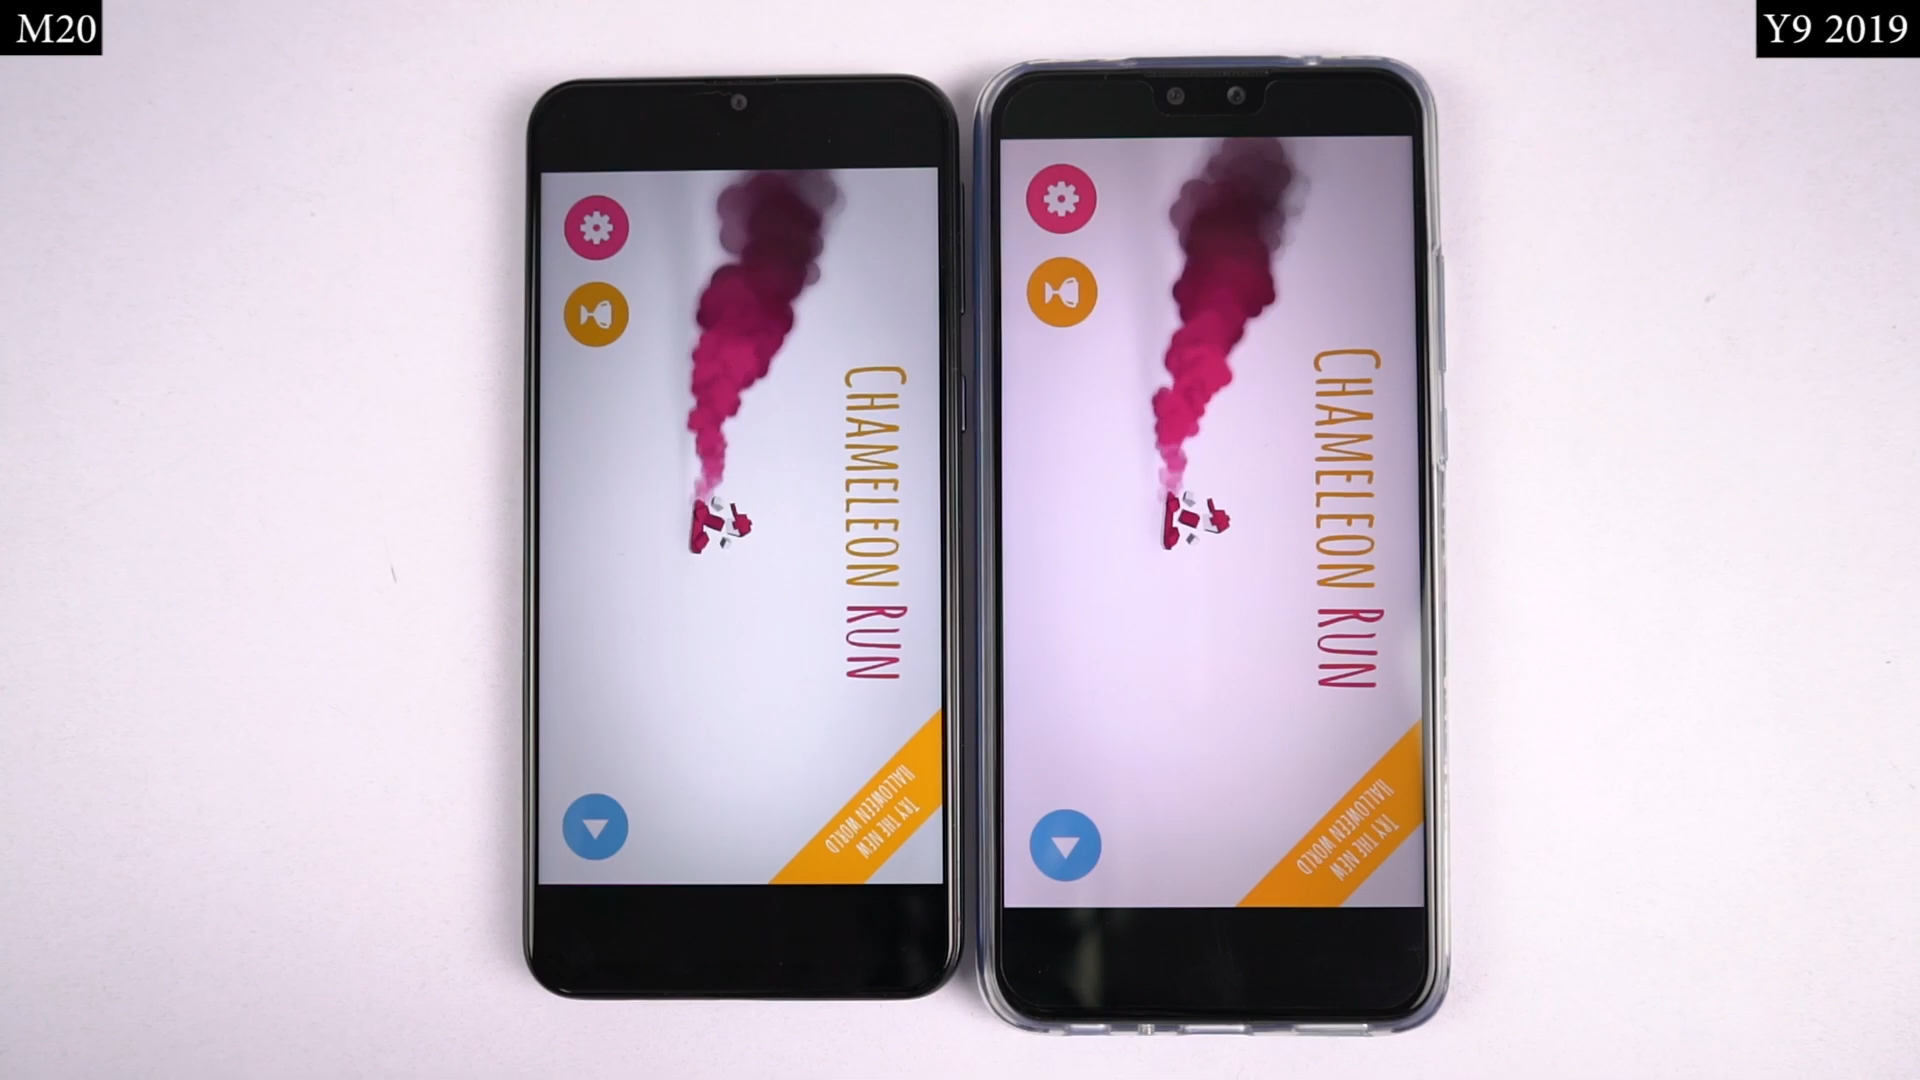 M20
Y9 2019
CHAMELEON RUN
TRY THE NEW
HALLOWEEN WORLD
CHAMELEON RUN
TRY THE NEW
HALLOWEEN WORLD